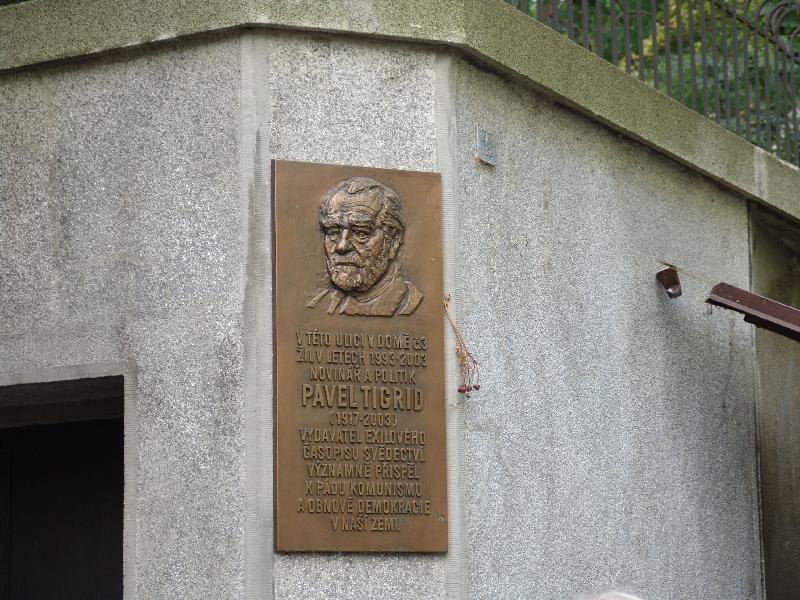 V TÉTO ULICI V DOMĚ č.3
ŽIL V LETECH 1993-2003
NOVINÁŘ A POLITIK
PAVEL TIGRID
(1917-2003)
VYDAVATEL EXILOVÉHO
ČASOPISU SVĚDECTVÍ.
VÝZNAMNĚ PŘISPĚL
K PÁDU KOMUNISMU
A OBNOVĚ DEMOKRACIE
V NAŠÍ ZEMI.